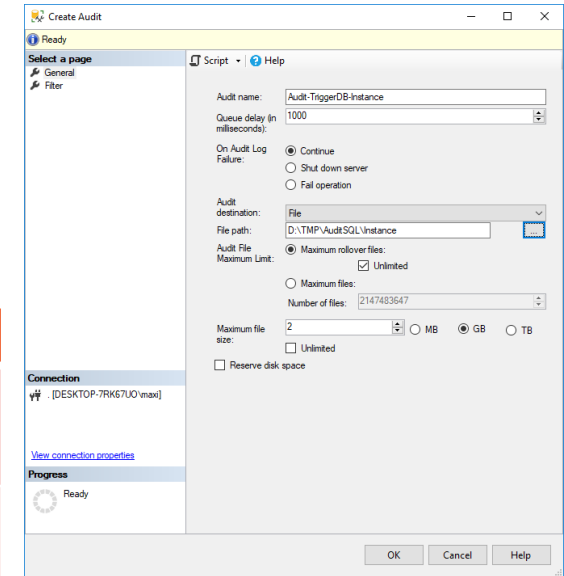 Create Audit
Ready
Select a page
General
Filter
Script Help
Audit name: Audit-TriggerDB-Instance
Queue delay (in milliseconds): 1000
On Audit Log Failure:
Continue
Shut down server
Fail operation
Audit destination: File
File path: D:\TMP\AuditSQL\Instance ...
Audit File Maximum Limit:
Maximum rollover files:
Unlimited
Maximum files:
Number of files: 2147483647
Maximum file size: 2 MB GB TB
Unlimited
Reserve disk space
Connection
. [DESKTOP-7RK67UO\maxi]
View connection properties
Progress
Ready
OK Cancel Help